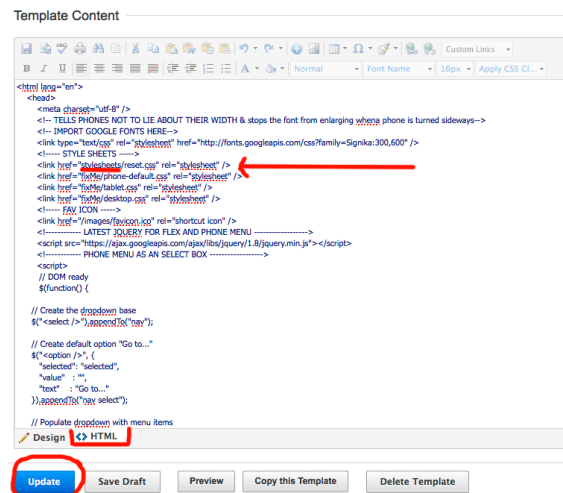 Template Content
Custom Links
B I U Normal Font Name 16px Apply CSS Cl...
<html lang="en">
<head>
<meta charset="utf-8" />
<!-- TELLS PHONES NOT TO LIE ABOUT THEIR WIDTH & stops the font from enlarging whena phone is turned sideways-->
<!-- IMPORT GOOGLE FONTS HERE-->
<link type="text/css" rel="stylesheet" href="http://fonts.googleapis.com/css?family=Signika:300,600" />
<!----- STYLE SHEETS ----->
<link href="stylesheets/reset.css" rel="stylesheet" />
<link href="fixMe/phone-default.css" rel="stylesheet" />
<link href="fixMe/tablet.css" rel="stylesheet" />
<link href="fixMe/desktop.css" rel="stylesheet" />
<!----- FAV ICON ----->
<link href="/images/favicon.ico" rel="shortcut icon" />
<!------------ LATEST JQUERY FOR FLEX AND PHONE MENU ------------------>
<script src="https://ajax.googleapis.com/ajax/libs/jquery/1.8/jquery.min.js"></script>
<!------------ PHONE MENU AS AN SELECT BOX ------------------>
<script>
// DOM ready
$(function() {
// Create the dropdown base
$("<select />").appendTo("nav");
// Create default option "Go to..."
$("<option />", {
"selected": "selected",
"value" : "",
"text" : "Go to..."
}).appendTo("nav select");
// Populate dropdown with menu items
Design <> HTML
Update Save Draft Preview Copy this Template Delete Template